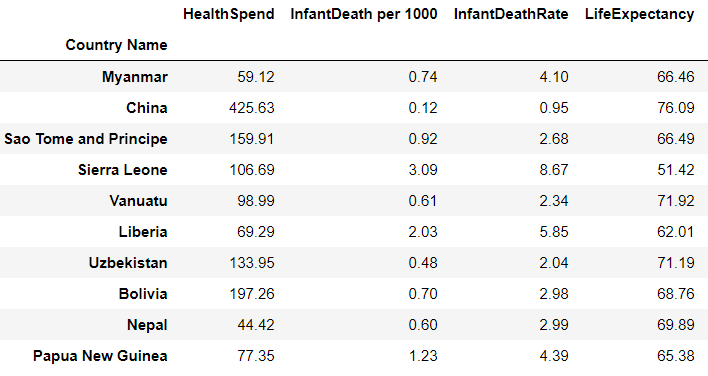 HealthSpend InfantDeath per 1000 InfantDeathRate LifeExpectancy
Country Name
Myanmar 59.12 0.74 4.10 66.46
China 425.63 0.12 0.95 76.09
Sao Tome and Principe 159.91 0.92 2.68 66.49
Sierra Leone 106.69 3.09 8.67 51.42
Vanuatu 98.99 0.61 2.34 71.92
Liberia 69.29 2.03 5.85 62.01
Uzbekistan 133.95 0.48 2.04 71.19
Bolivia 197.26 0.70 2.98 68.76
Nepal 44.42 0.60 2.99 69.89
Papua New Guinea 77.35 1.23 4.39 65.38